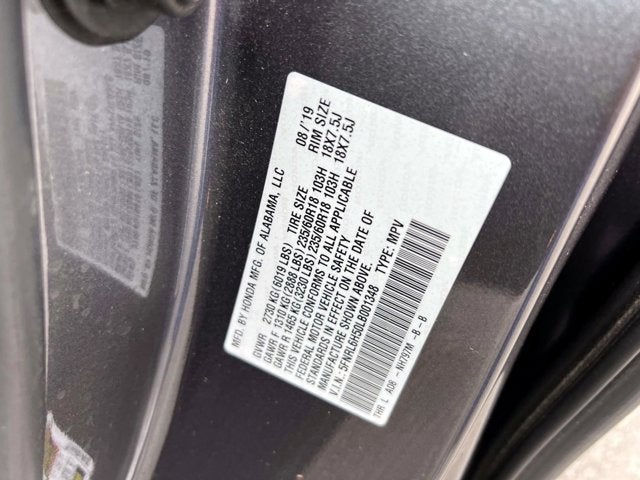 MFD. BY HONDA MFG. OF ALABAMA, LLC 08/'19
GVWR 2730 KG (6019 LBS) TIRE SIZE RIM SIZE
GAWR F 1310 KG (2888 LBS) 235/60R18 103H 18X7.5J
GAWR R 1465 KG (3230 LBS) 235/60R18 103H 18X7.5J
THIS VEHICLE CONFORMS TO ALL APPLICABLE
FEDERAL MOTOR VEHICLE SAFETY
STANDARDS IN EFFECT ON THE DATE OF
MANUFACTURE SHOWN ABOVE.
V.I.N.: 5FNRL6H50LB001348 TYPE: MPV
THR L A08 -NH797M -B -B